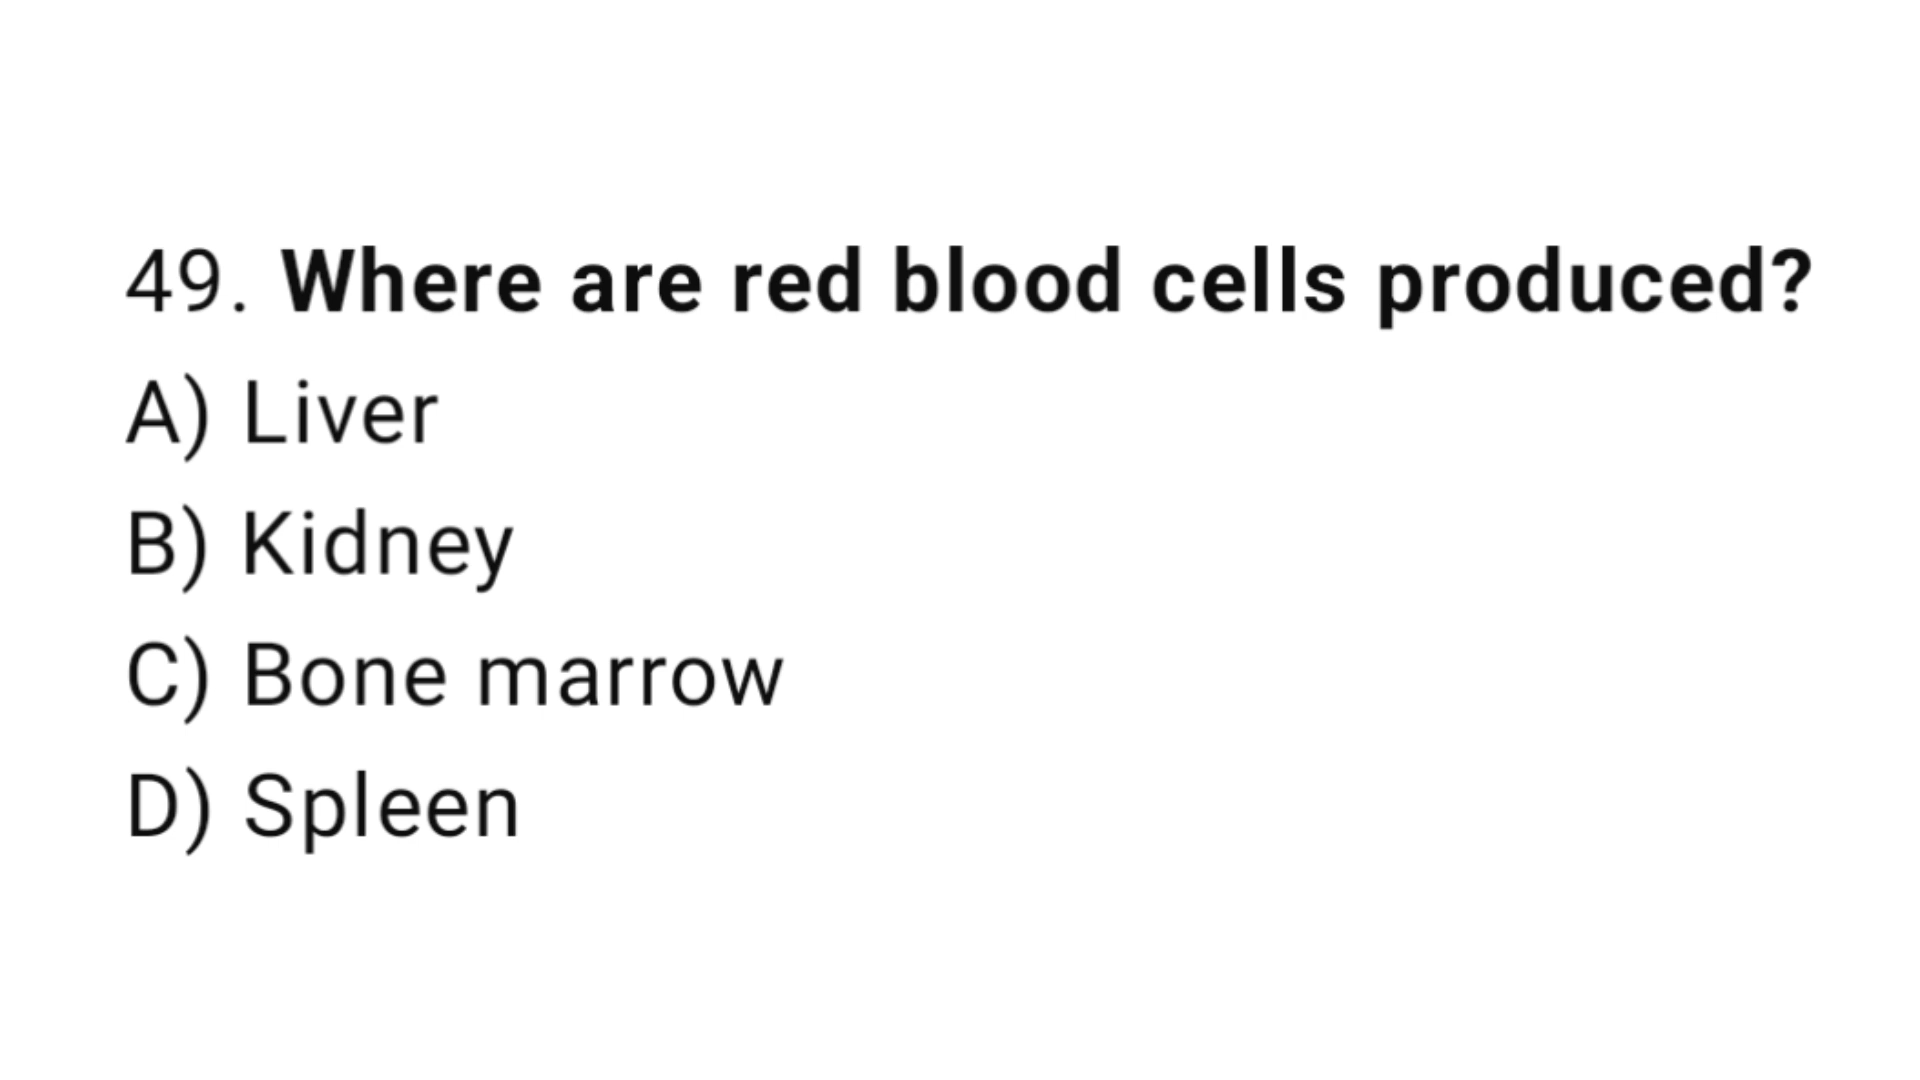 49. Where are red blood cells produced?
A) Liver
B) Kidney
C) Bone marrow
D) Spleen